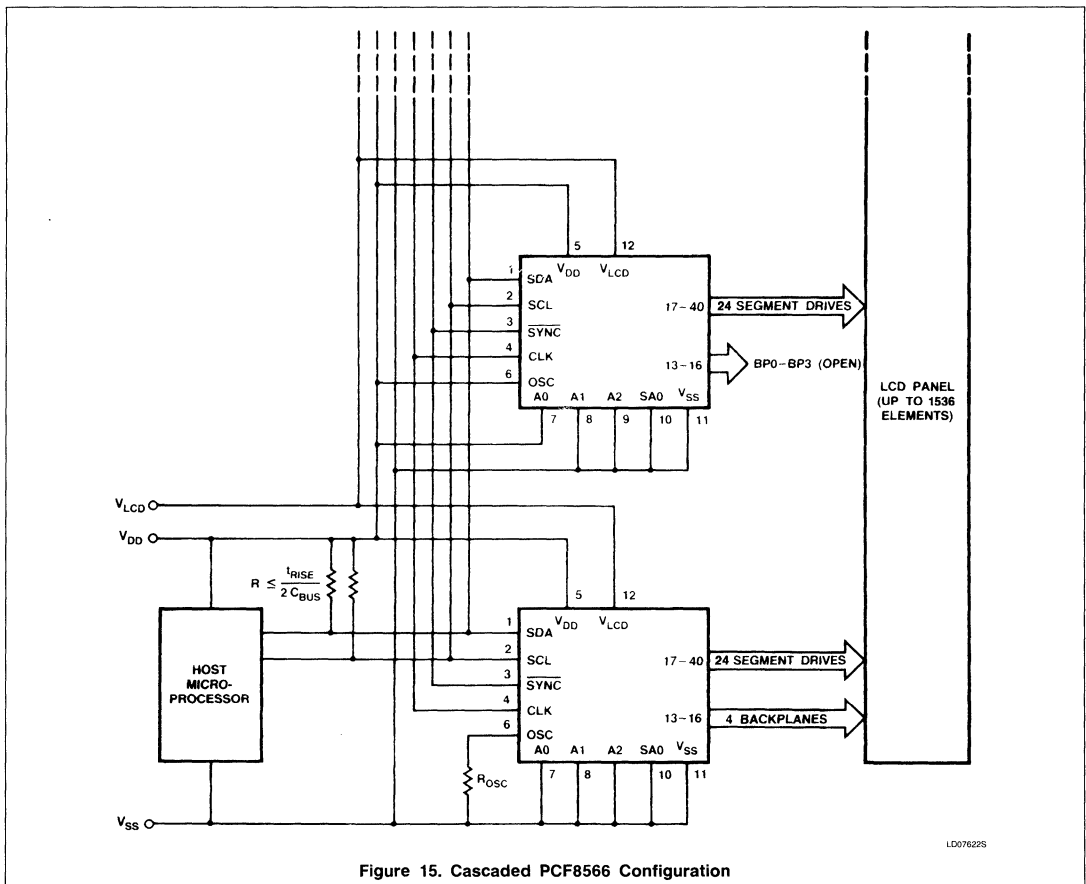 5 12
V_DD V_LCD
1 SDA
2 SCL
3 SYNC
4 CLK
6 OSC
17–40 24 SEGMENT DRIVES
13–16 BP0–BP3 (OPEN)
A0 A1 A2 SA0 V_SS
7 8 9 10 11
LCD PANEL
(UP TO 1536
ELEMENTS)
V_LCD
V_DD
R ≤ t_RISE / 2 C_BUS
HOST
MICRO-
PROCESSOR
5 12
V_DD V_LCD
1 SDA
2 SCL
3 SYNC
4 CLK
6 OSC
17–40 24 SEGMENT DRIVES
13–16 4 BACKPLANES
A0 A1 A2 SA0 V_SS
7 8 9 10 11
R_OSC
V_SS
LD07622S
Figure 15. Cascaded PCF8566 Configuration